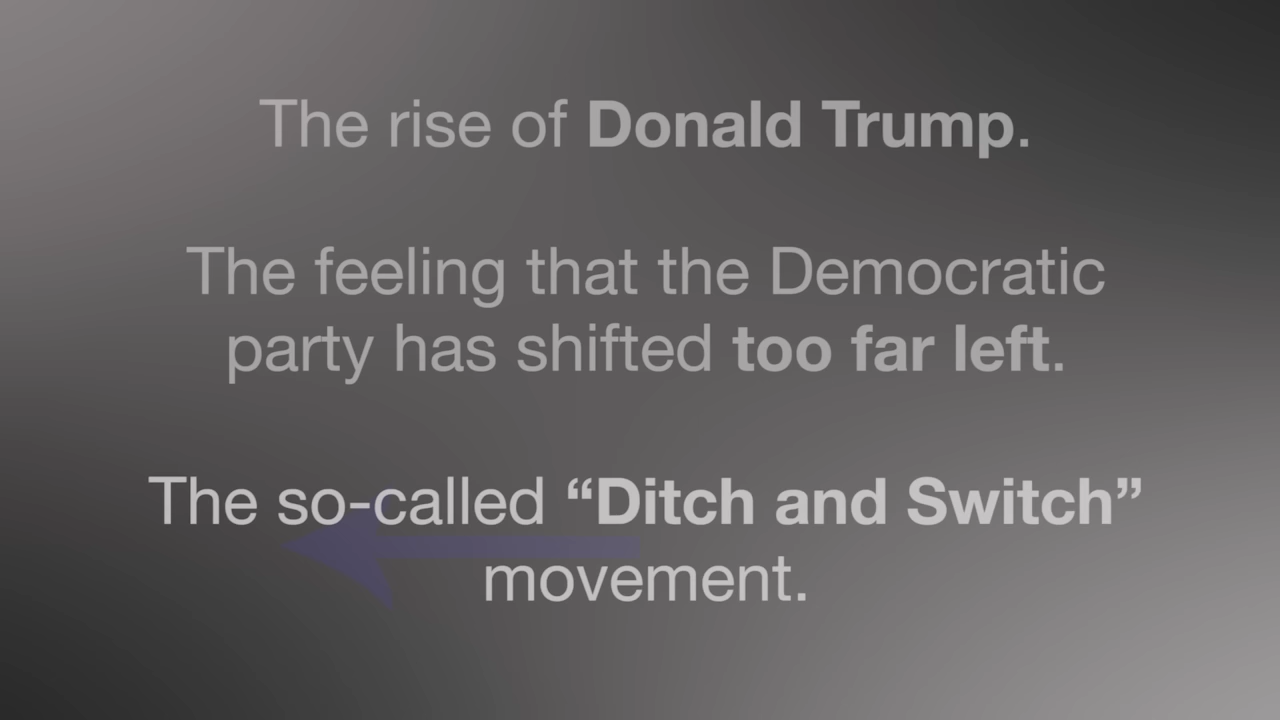 The rise of Donald Trump.
The feeling that the Democratic
party has shifted too far left.
The so-called “Ditch and Switch”
movement.